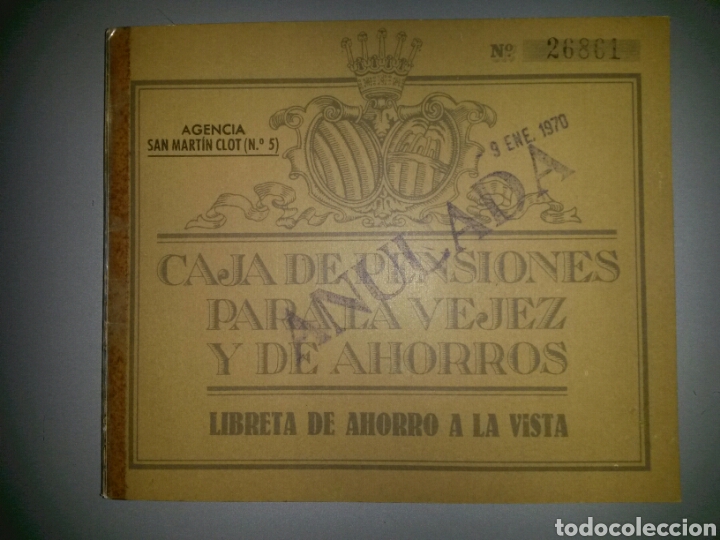 Nº 26861
AGENCIA
SAN MARTÍN CLOT (N.º 5)
9 ENE. 1970
ANULADA
CAJA DE PENSIONES
PARA LA VEJEZ
Y DE AHORROS
LIBRETA DE AHORRO A LA ViSTA
todocoleccion